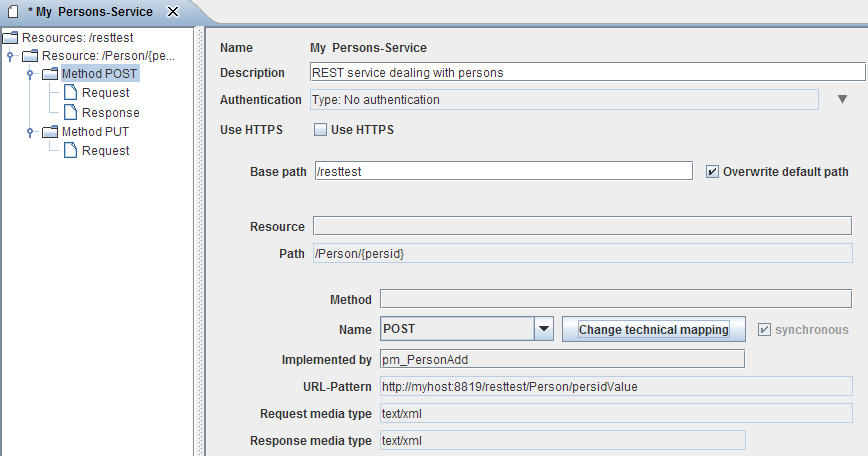 * My Persons-Service
Resources: /resttest
Resource: /Person/{pe...
Method POST
Request
Response
Method PUT
Request
Name My Persons-Service
Description REST service dealing with persons
Authentication Type: No authentication
Use HTTPS Use HTTPS
Base path /resttest Overwrite default path
Resource
Path /Person/{persid}
Method
Name POST Change technical mapping synchronous
Implemented by pm_PersonAdd
URL-Pattern http://myhost:8819/resttest/Person/persidValue
Request media type text/xml
Response media type text/xml